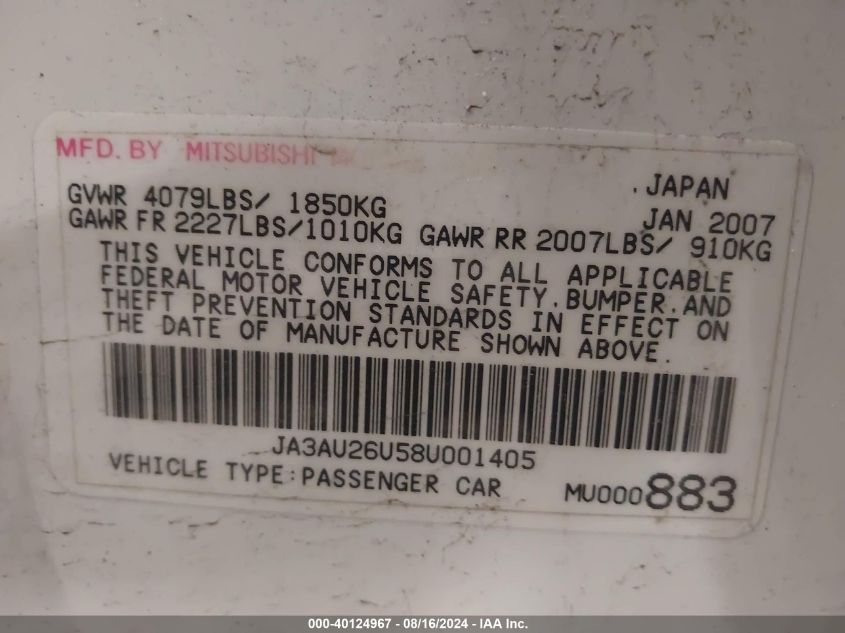 MFD. BY MITSUBISHI
. JAPAN
GVWR 4079LBS/ 1850KG JAN 2007
GAWR FR 2227LBS/1010KG GAWR RR 2007LBS/ 910KG
THIS VEHICLE CONFORMS TO ALL APPLICABLE
FEDERAL MOTOR VEHICLE SAFETY, BUMPER, AND
THEFT PREVENTION STANDARDS IN EFFECT ON
THE DATE OF MANUFACTURE SHOWN ABOVE.
JA3AU26U58U001405
VEHICLE TYPE:PASSENGER CAR MU000883
000-40124967 - 08/16/2024 - IAA Inc.